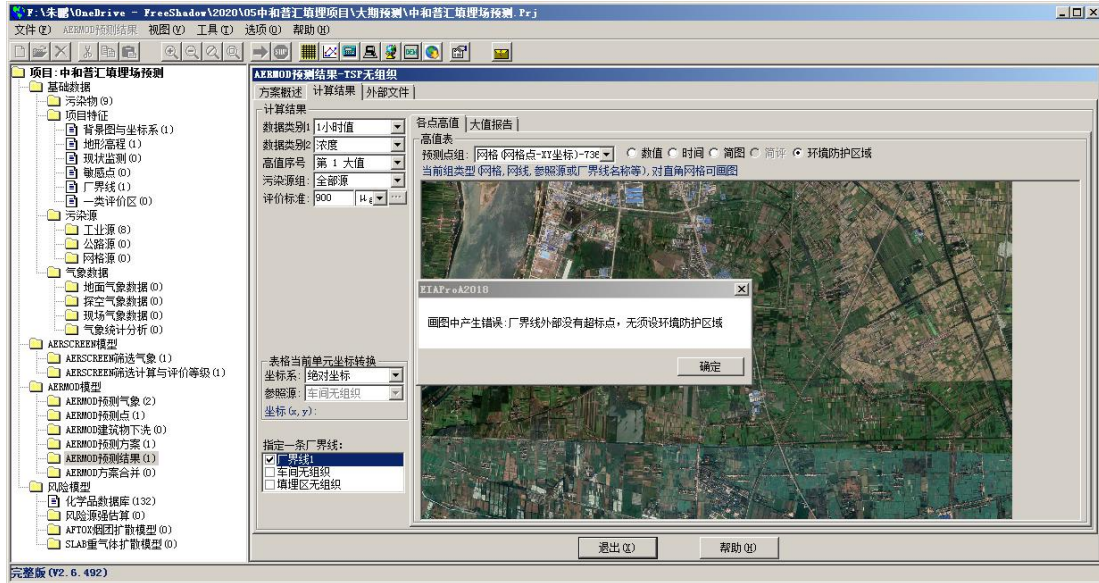 F:\朱鹏\OneDrive - FreeShadow\2020\05中和普汇填埋项目\大期预测\中和普汇填埋场预测.Prj
文件(F) AERMOD预测结果 视图(V) 工具(T) 选项(O) 帮助(H)
项目:中和普汇填埋场预测
基础数据
污染物(9)
项目特征
背景图与坐标系(1)
地形高程(1)
现状监测(0)
敏感点(0)
厂界线(1)
一类评价区(0)
污染源
工业源(8)
公路源(0)
网格源(0)
气象数据
地面气象数据(0)
探空气象数据(0)
现场气象数据(0)
气象统计分析(0)
AERSCREEN模型
AERSCREEN筛选气象(1)
AERSCREEN筛选计算与评价等级(1)
AERMOD模型
AERMOD预测气象(2)
AERMOD预测点(1)
AERMOD建筑物下洗(0)
AERMOD预测方案(1)
AERMOD预测结果(1)
AERMOD方案合并(0)
风险模型
化学品数据库(132)
风险源强估算(0)
AFTOX烟团扩散模型(0)
SLAB重气体扩散模型(0)
AERMOD预测结果-TSP无组织
方案概述 计算结果 外部文件
计算结果
数据类别1 1小时值
数据类别2 浓度
高值序号 第 1 大值
污染源组: 全部源
评价标准: 900 μg ...
各点高值 大值报告
高值表
预测点组: 网格(网格点-XY坐标)-736 数值 时间 简图 简评 环境防护区域
当前组类型(网格,网线,参照源或厂界线名称等),对直角网格可画图
EIAProA2018
画图中产生错误:厂界线外部没有超标点，无须设环境防护区域
确定
表格当前单元坐标转换
坐标系: 绝对坐标
参照源: 车间无组织
坐标(x,y):
指定一条厂界线:
厂界线1
车间无组织
填埋区无组织
退出(X) 帮助(H)
完整版(V2.6.492)